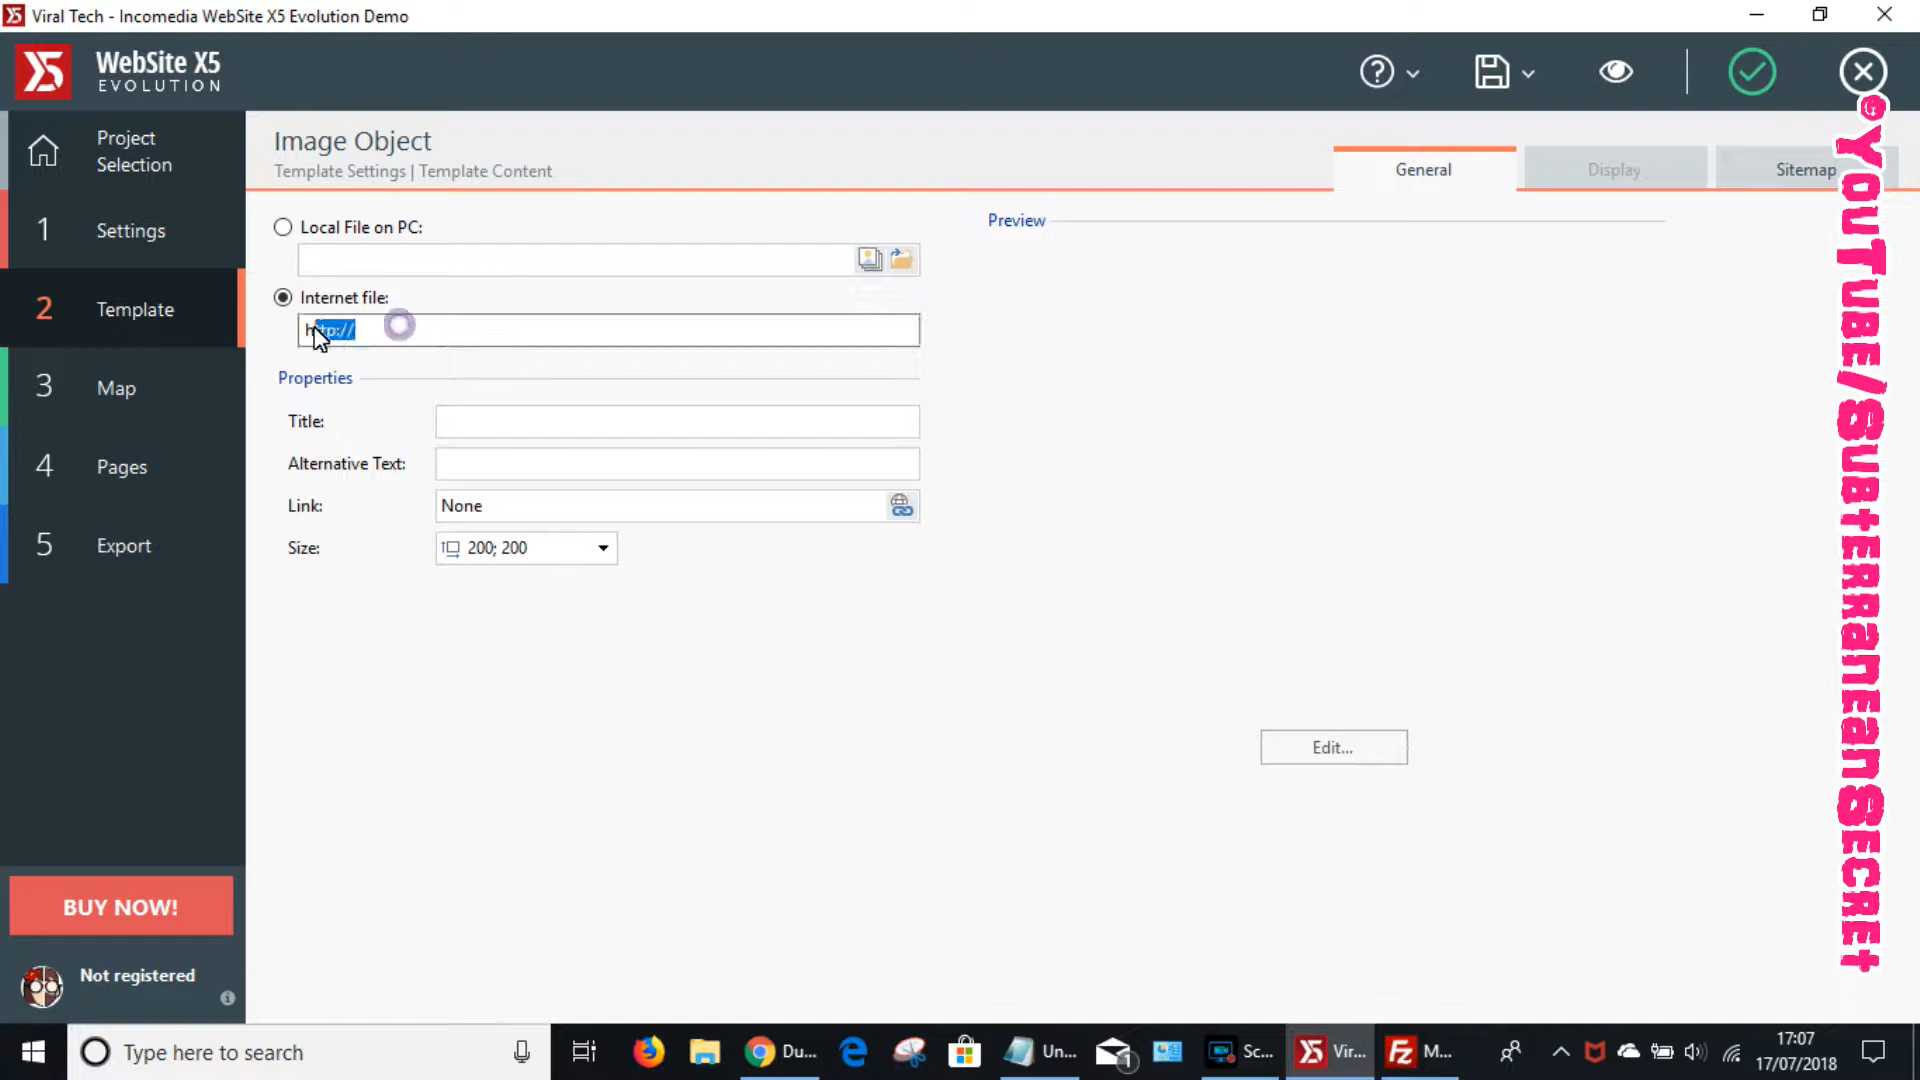 Viral Tech - Incomedia WebSite X5 Evolution Demo
WebSite X5
EVOLUTION
Project
Selection
1 Settings
2 Template
3 Map
4 Pages
5 Export
BUY NOW!
Not registered
Image Object
Template Settings | Template Content
General
Display
Sitemap
Local File on PC:
Internet file:
http://
Properties
Title:
Alternative Text:
Link: None
Size: 200; 200
Preview
Edit...
©YouTube/SubterraneanSecret
Type here to search
Du...
Un...
1
Sc...
Vir...
M...
17:07
17/07/2018